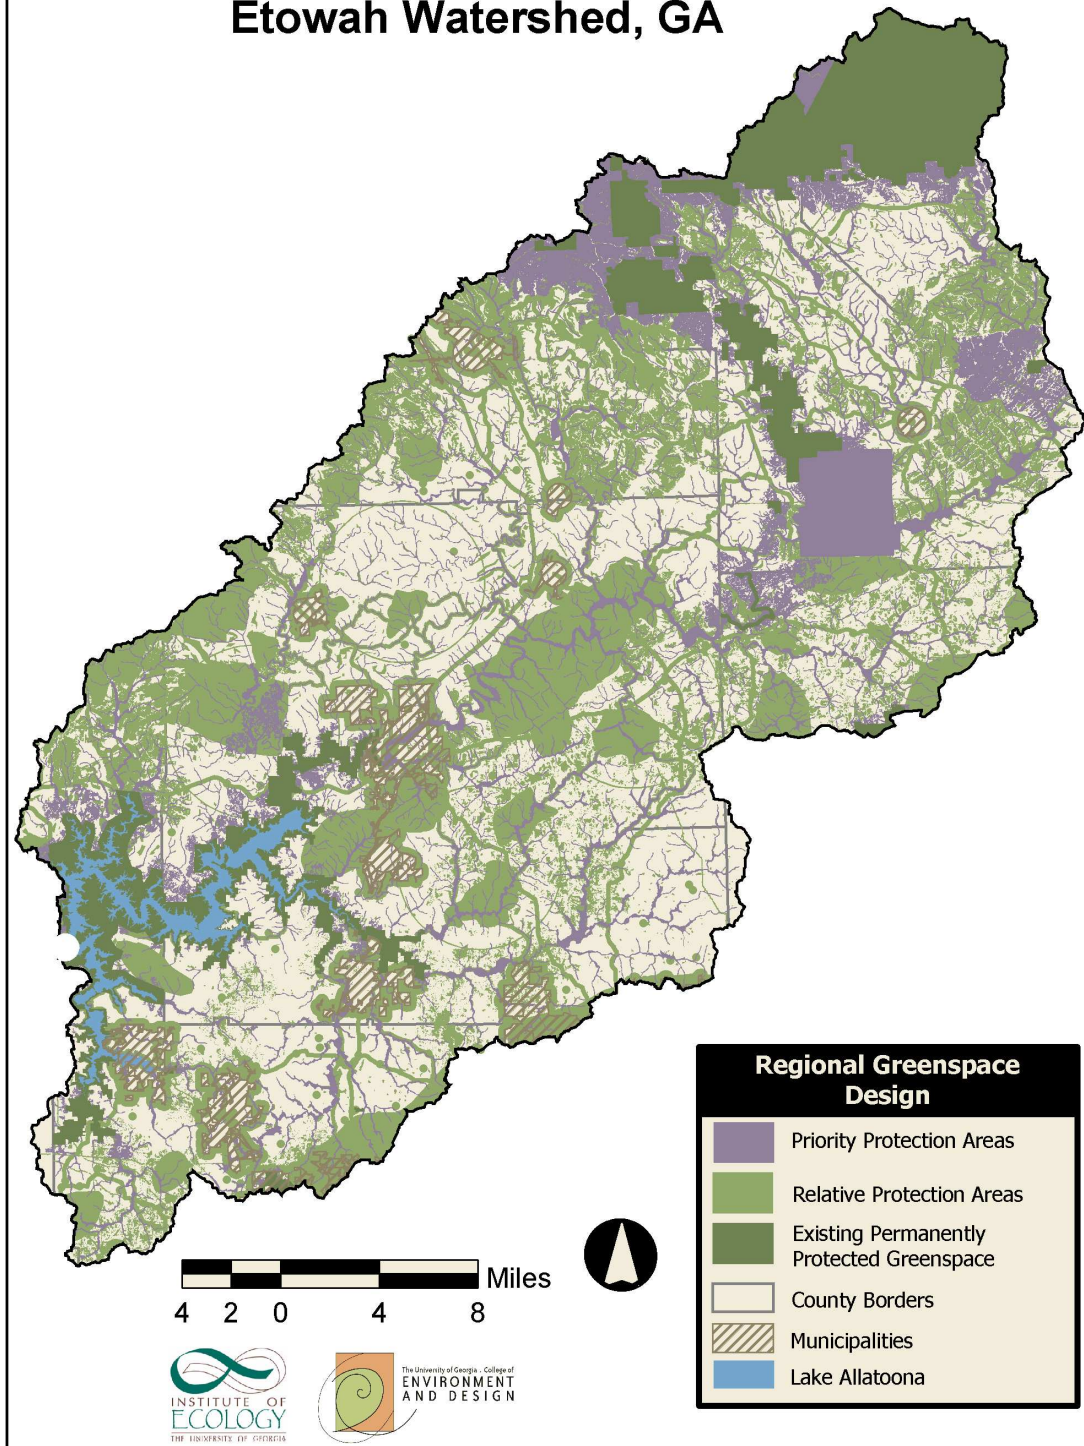 Etowah Watershed, GA
Regional Greenspace
Design
Priority Protection Areas
Relative Protection Areas
Existing Permanently
Protected Greenspace
County Borders
Municipalities
Lake Allatoona
Miles
4 2 0 4 8
INSTITUTE OF
ECOLOGY
THE UNIVERSITY OF GEORGIA
The University of Georgia . College of
ENVIRONMENT
AND DESIGN